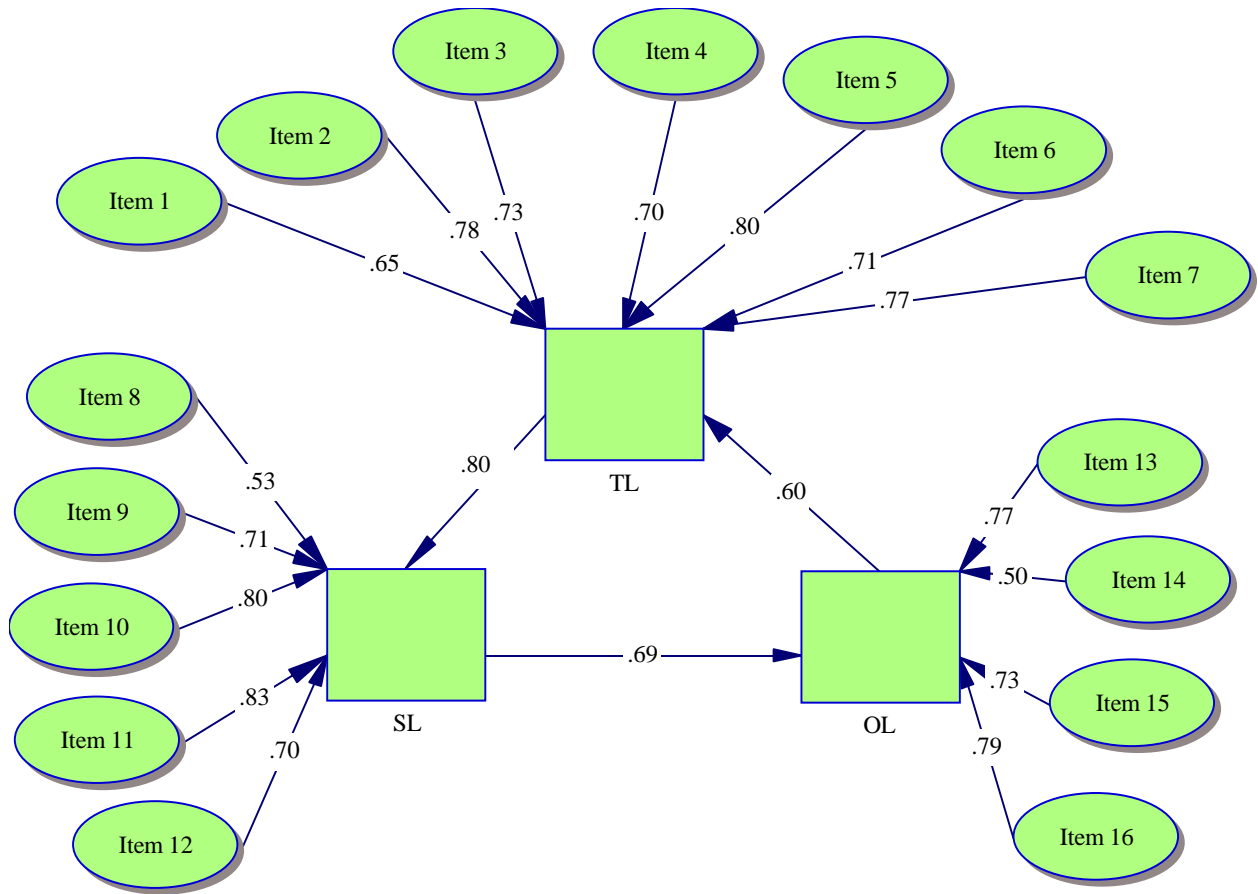 Item 3
Item 4
Item 5
Item 2
Item 6
Item 1
.73
.70
.80
.78
.65
.71
Item 7
.77
Item 8
.80
TL
Item 13
.53
.60
Item 9
.77
.71
Item 14
.50
.80
Item 10
.69
.73
Item 15
.83
SL
OL
Item 11
.70
.79
Item 16
Item 12